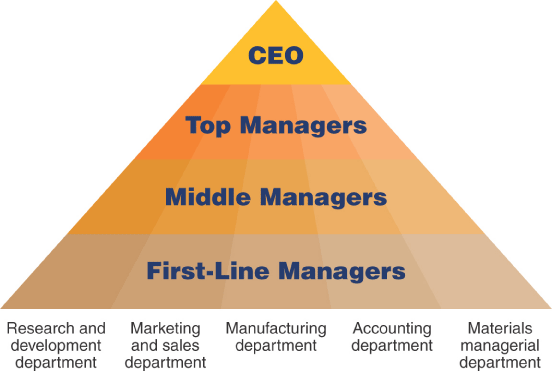 CEO
Top Managers
Middle Managers
First-Line Managers
Research and
development
department
Marketing
and sales
department
Manufacturing
department
Accounting
department
Materials
managerial
department